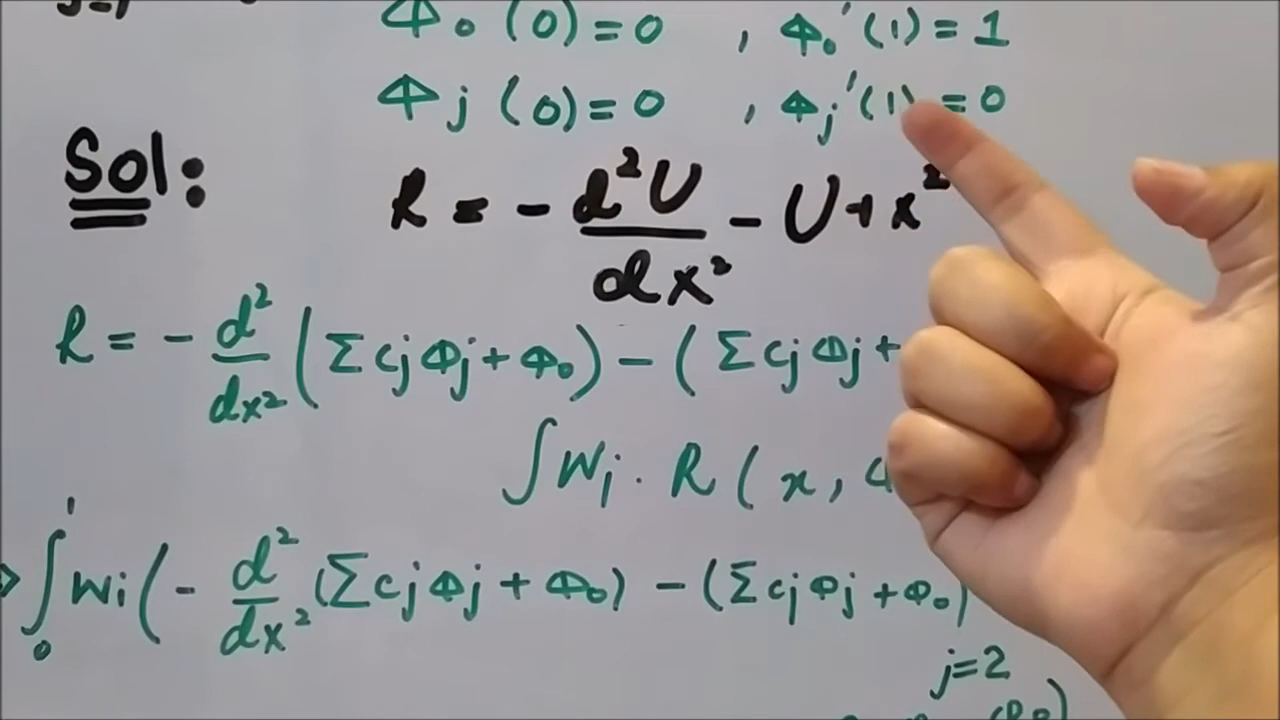 Φ₀(0)=0 , Φ₀'(1)=1
Φj(0)=0 , Φj'(1)=0
Sol:
R = - d²U/dx² - U + x²
R = - d²/dx² (Σ cj Φj + Φ₀) - (Σ cj Φj +
∫ Wi · R ( x ,
∫₀¹ Wi (- d²/dx² (Σ cj Φj + Φ₀) - (Σ cj Φj + Φ₀)
j=2